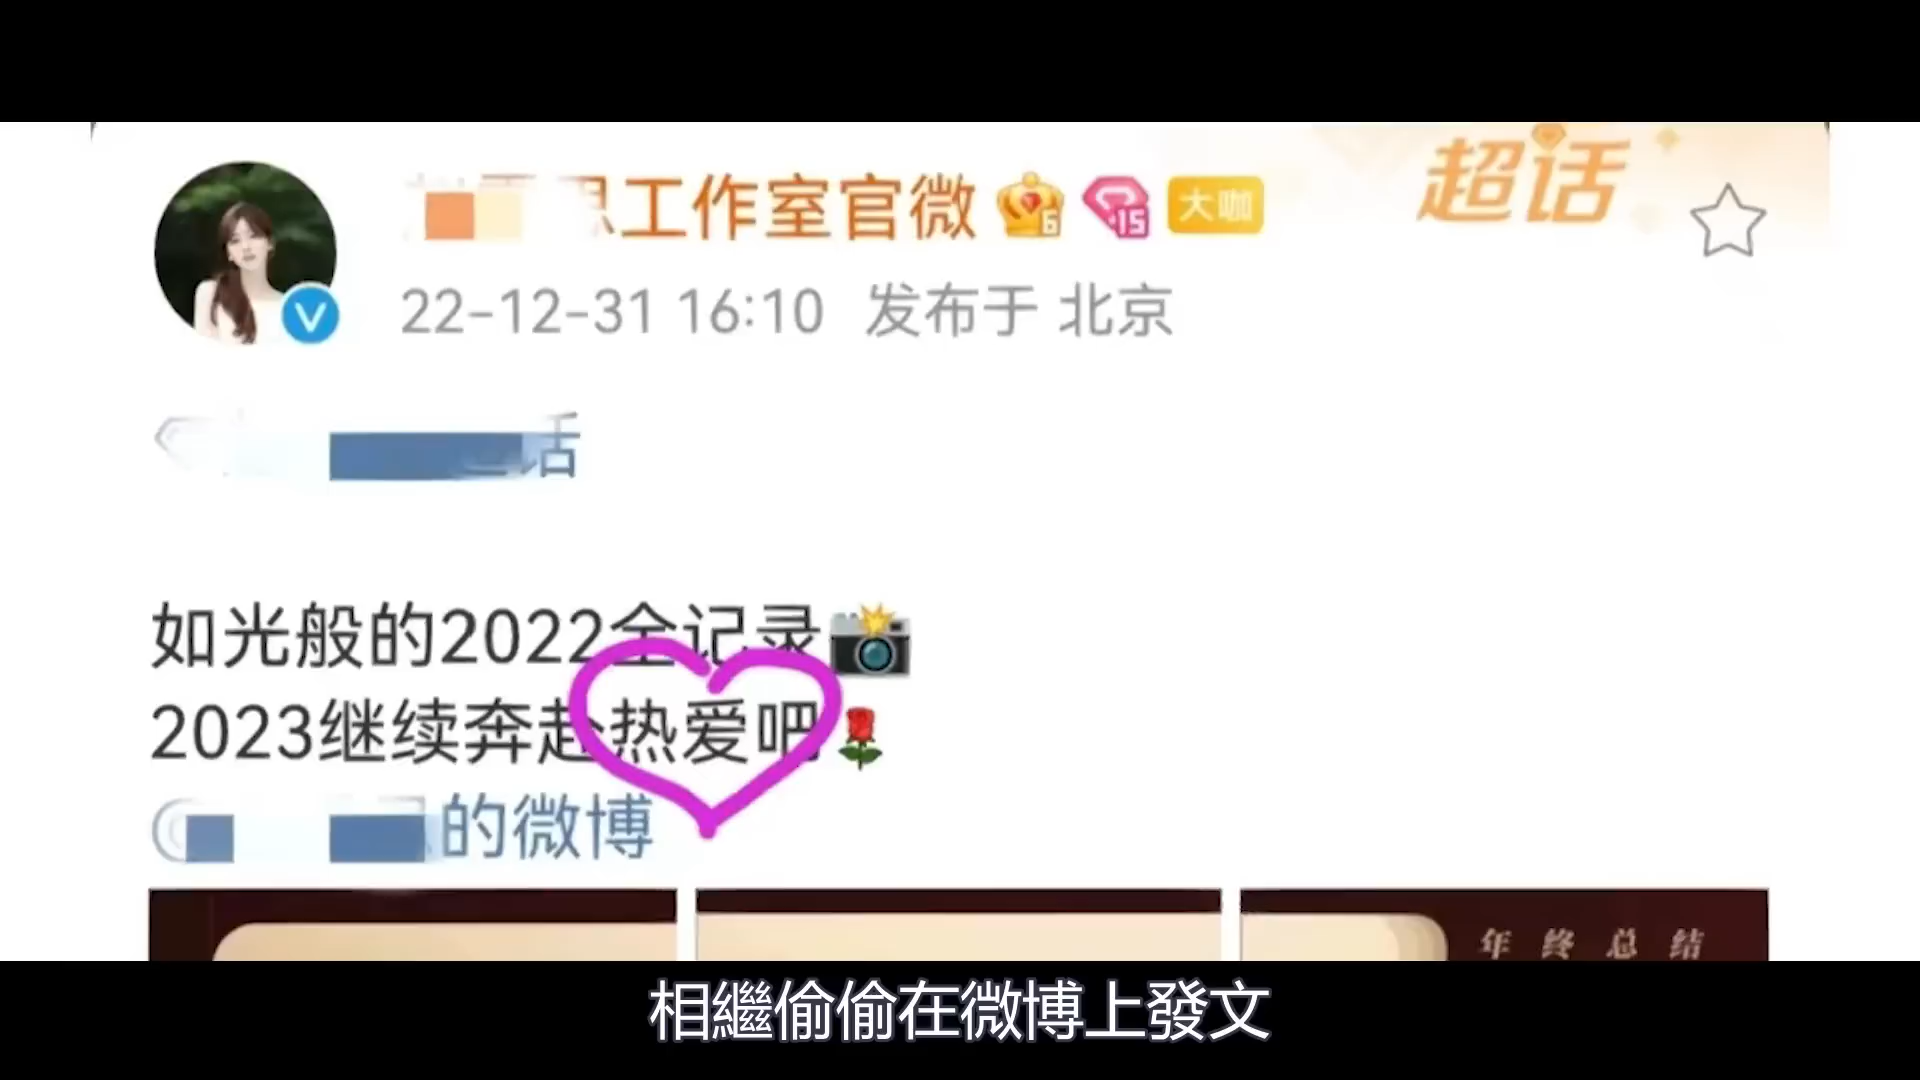 超话
工作室官微 6 15 大咖
V
22-12-31 16:10 发布于 北京
话
如光般的2022全记录
2023继续奔赴热爱吧
的微博
年终总结
相繼偷偷在微博上發文